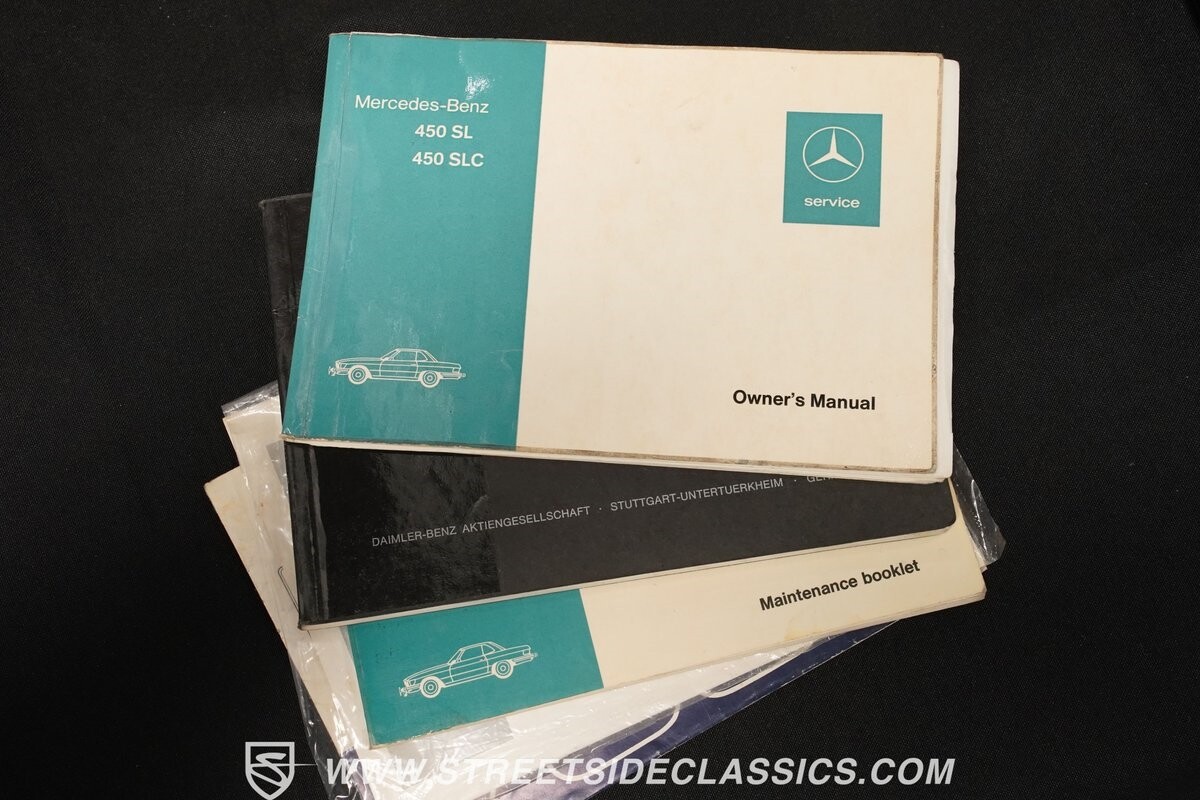 Mercedes-Benz
450 SL
450 SLC
service
Owner's Manual
DAIMLER-BENZ AKTIENGESELLSCHAFT · STUTTGART-UNTERTUERKHEIM ·
Maintenance booklet
WWW.STREETSIDECLASSICS.COM